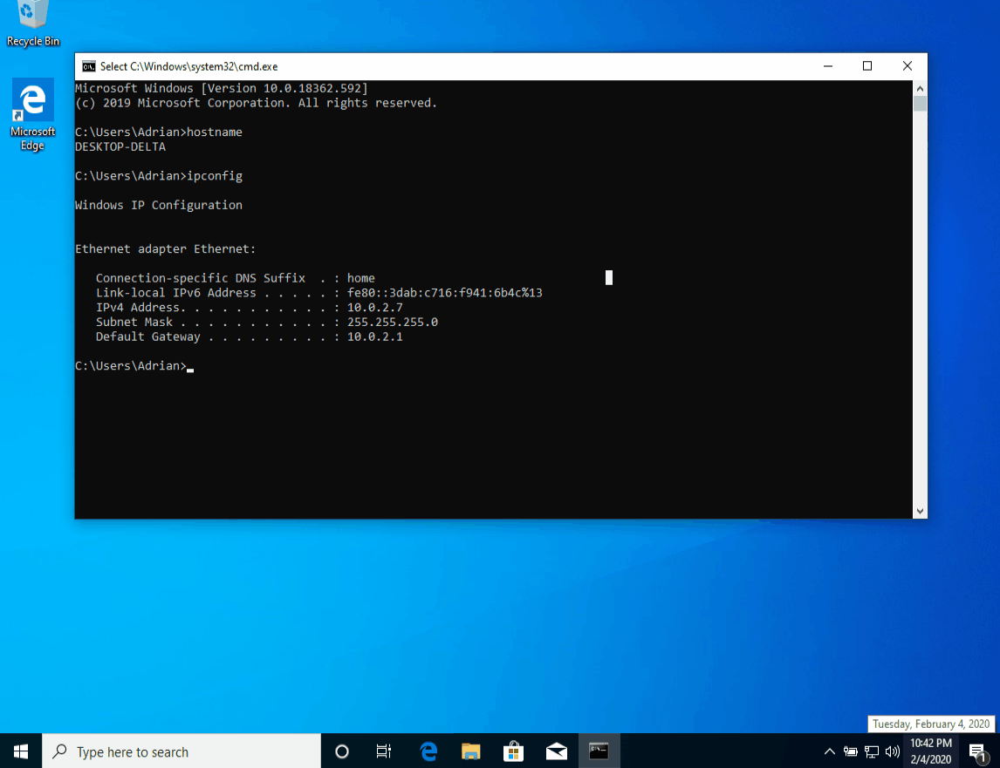 Recycle Bin
Microsoft
Edge
Select C:\Windows\system32\cmd.exe
Microsoft Windows [Version 10.0.18362.592]
(c) 2019 Microsoft Corporation. All rights reserved.
C:\Users\Adrian>hostname
DESKTOP-DELTA
C:\Users\Adrian>ipconfig
Windows IP Configuration
Ethernet adapter Ethernet:
Connection-specific DNS Suffix  . : home
Link-local IPv6 Address . . . . . : fe80::3dab:c716:f941:6b4c%13
IPv4 Address. . . . . . . . . . . : 10.0.2.7
Subnet Mask . . . . . . . . . . . : 255.255.255.0
Default Gateway . . . . . . . . . : 10.0.2.1
C:\Users\Adrian>
Tuesday, February 4, 2020
Type here to search
10:42 PM
2/4/2020
1